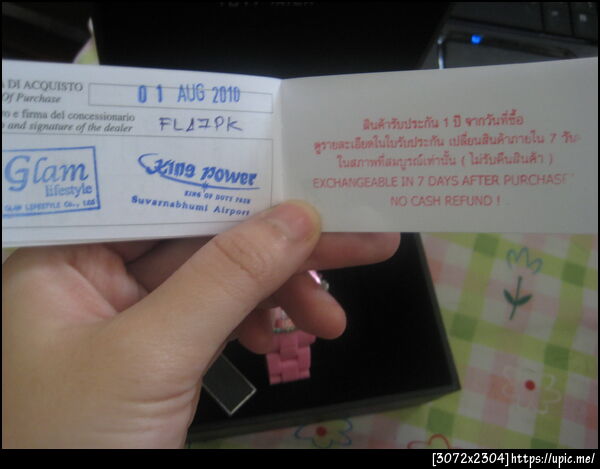 A DI ACQUISTO
Of Purchase
01 AUG 2010
o e firma del concessionario
and signature of the dealer
FLA7PK
Glam
lifestyle
GLAM LIFESTYLE CO., LTD
King Power
KING OF DUTY FREE
Suvarnabhumi Airport
สินค้ารับประกัน 1 ปี จากวันที่ซื้อ
ดูรายละเอียดในใบรับประกัน เปลี่ยนสินค้าภายใน 7 วัน
ในสภาพที่สมบูรณ์เท่านั้น ( ไม่รับคืนสินค้า )
EXCHANGEABLE IN 7 DAYS AFTER PURCHASE
NO CASH REFUND !
[3072x2304]https://upic.me/